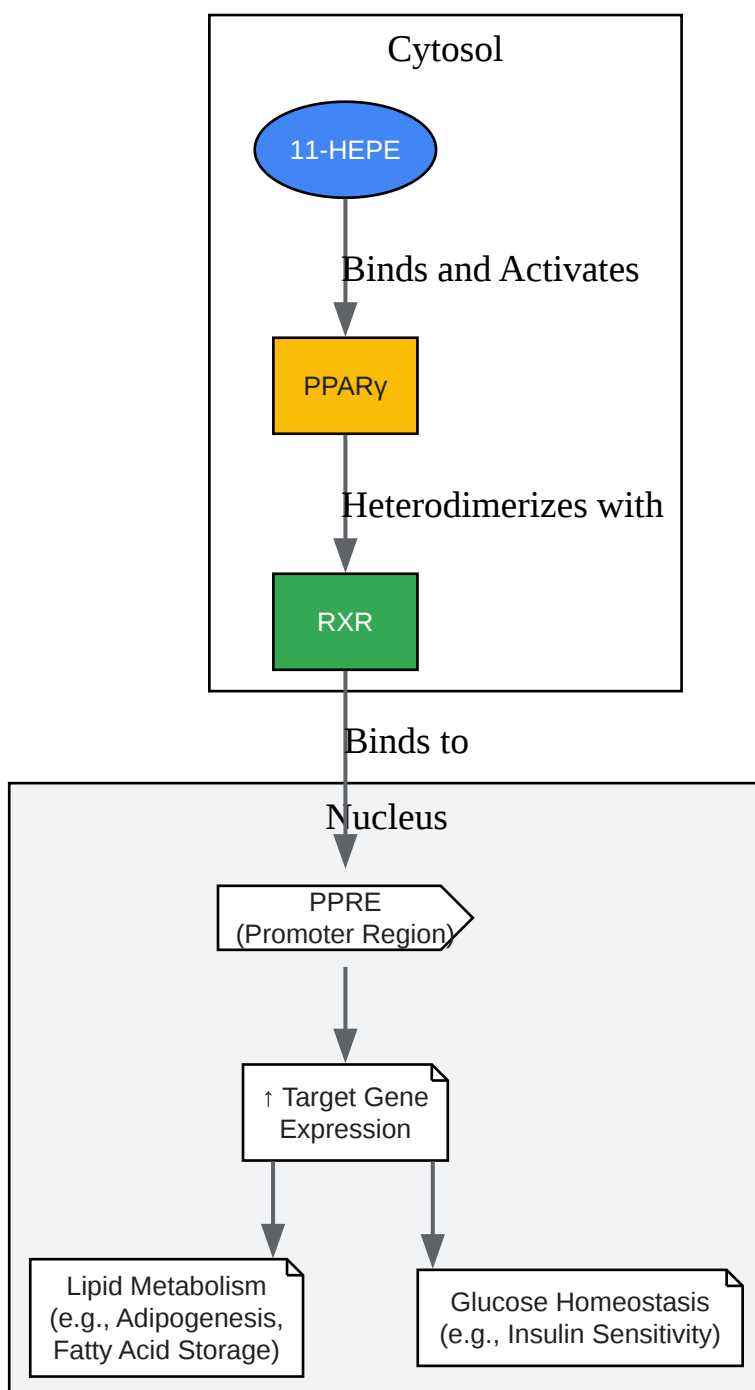 Cytosol
11-HEPE
Binds and Activates
PPARγ
Heterodimerizes with
RXR
Binds to
Nucleus
PPRE
(Promoter Region)
↑ Target Gene
Expression
Lipid Metabolism
(e.g., Adipogenesis,
Fatty Acid Storage)
Glucose Homeostasis
(e.g., Insulin Sensitivity)